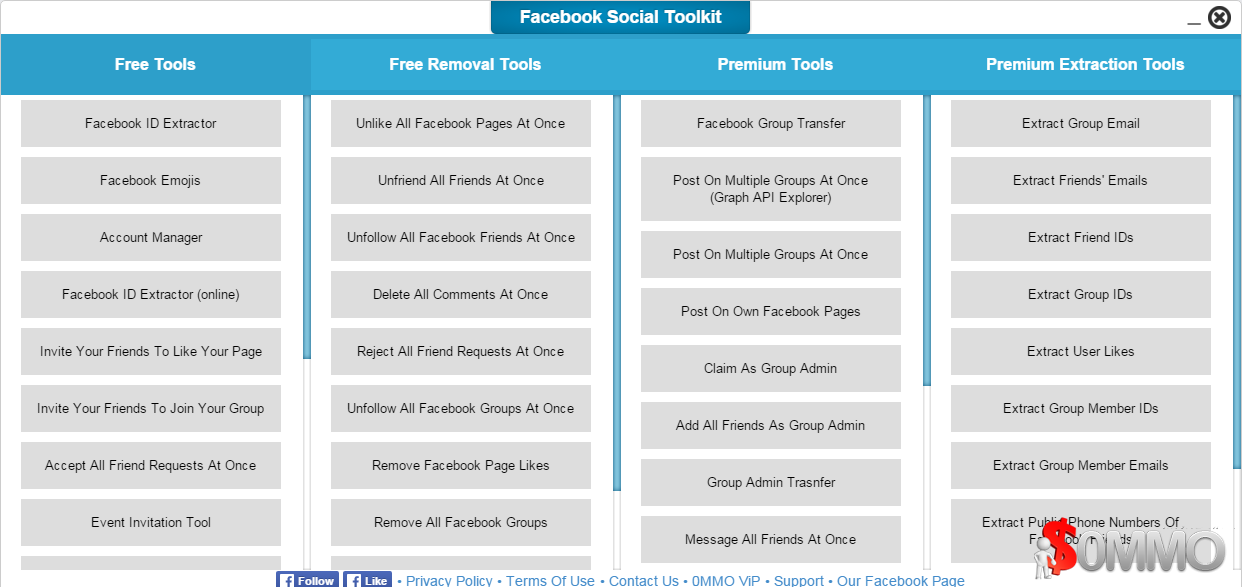 Facebook Social Toolkit
Free Tools
Free Removal Tools
Premium Tools
Premium Extraction Tools
Facebook ID Extractor
Facebook Emojis
Account Manager
Facebook ID Extractor (online)
Invite Your Friends To Like Your Page
Invite Your Friends To Join Your Group
Accept All Friend Requests At Once
Event Invitation Tool
Unlike All Facebook Pages At Once
Unfriend All Friends At Once
Unfollow All Facebook Friends At Once
Delete All Comments At Once
Reject All Friend Requests At Once
Unfollow All Facebook Groups At Once
Remove Facebook Page Likes
Remove All Facebook Groups
Facebook Group Transfer
Post On Multiple Groups At Once
(Graph API Explorer)
Post On Multiple Groups At Once
Post On Own Facebook Pages
Claim As Group Admin
Add All Friends As Group Admin
Group Admin Trasnfer
Message All Friends At Once
Extract Group Email
Extract Friends' Emails
Extract Friend IDs
Extract Group IDs
Extract User Likes
Extract Group Member IDs
Extract Group Member Emails
Extract Public Phone Numbers Of
Facebook Friends
$0MMO
Follow Like • Privacy Policy • Terms Of Use • Contact Us • 0MMO ViP • Support • Our Facebook Page